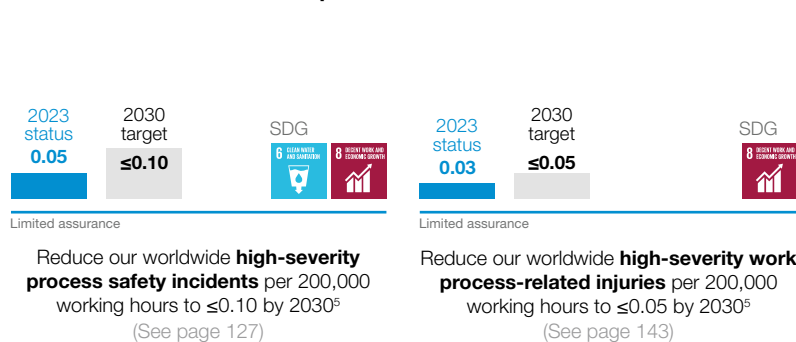 2023
status
0.05
2030
target
≤0.10
SDG
6 CLEAN WATER
AND SANITATION
8 DECENT WORK AND
ECONOMIC GROWTH
Limited assurance
Reduce our worldwide high-severity
process safety incidents per 200,000
working hours to ≤0.10 by 2030⁵
(See page 127)
2023
status
0.03
2030
target
≤0.05
SDG
8 DECENT WORK AND
ECONOMIC GROWTH
Limited assurance
Reduce our worldwide high-severity work
process-related injuries per 200,000
working hours to ≤0.05 by 2030⁵
(See page 143)